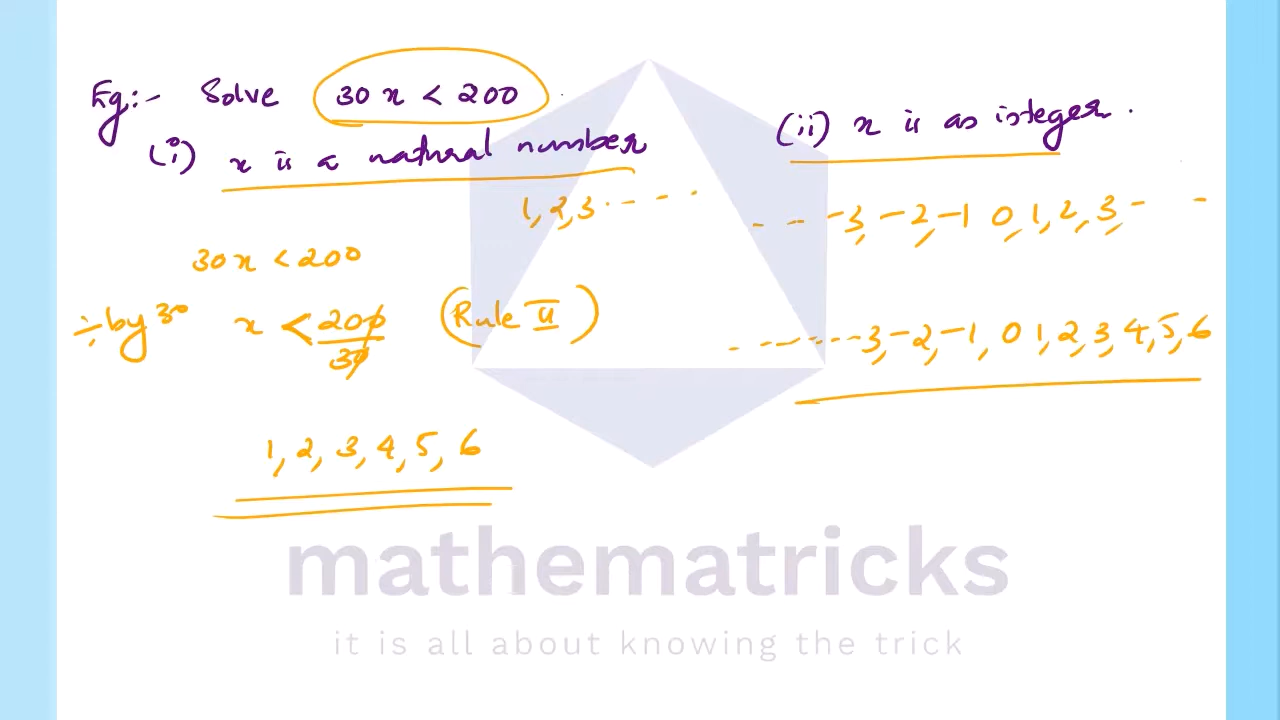 Eg:- Solve 30x < 200
(i) x is a natural number
1, 2, 3 . - - -
30x < 200
÷ by 30 x < 200/30 (Rule II)
1, 2, 3, 4, 5, 6
(ii) x is as integer.
- - - -3, -2, -1 0, 1, 2, 3, - -
- - - - - - -3, -2, -1, 0 1, 2, 3, 4, 5, 6
mathematricks
it is all about knowing the trick